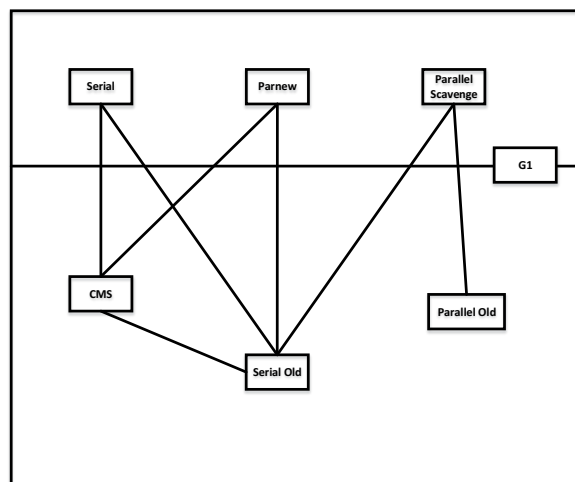 Serial
Parnew
Parallel
Scavenge
G1
CMS
Parallel Old
Serial Old